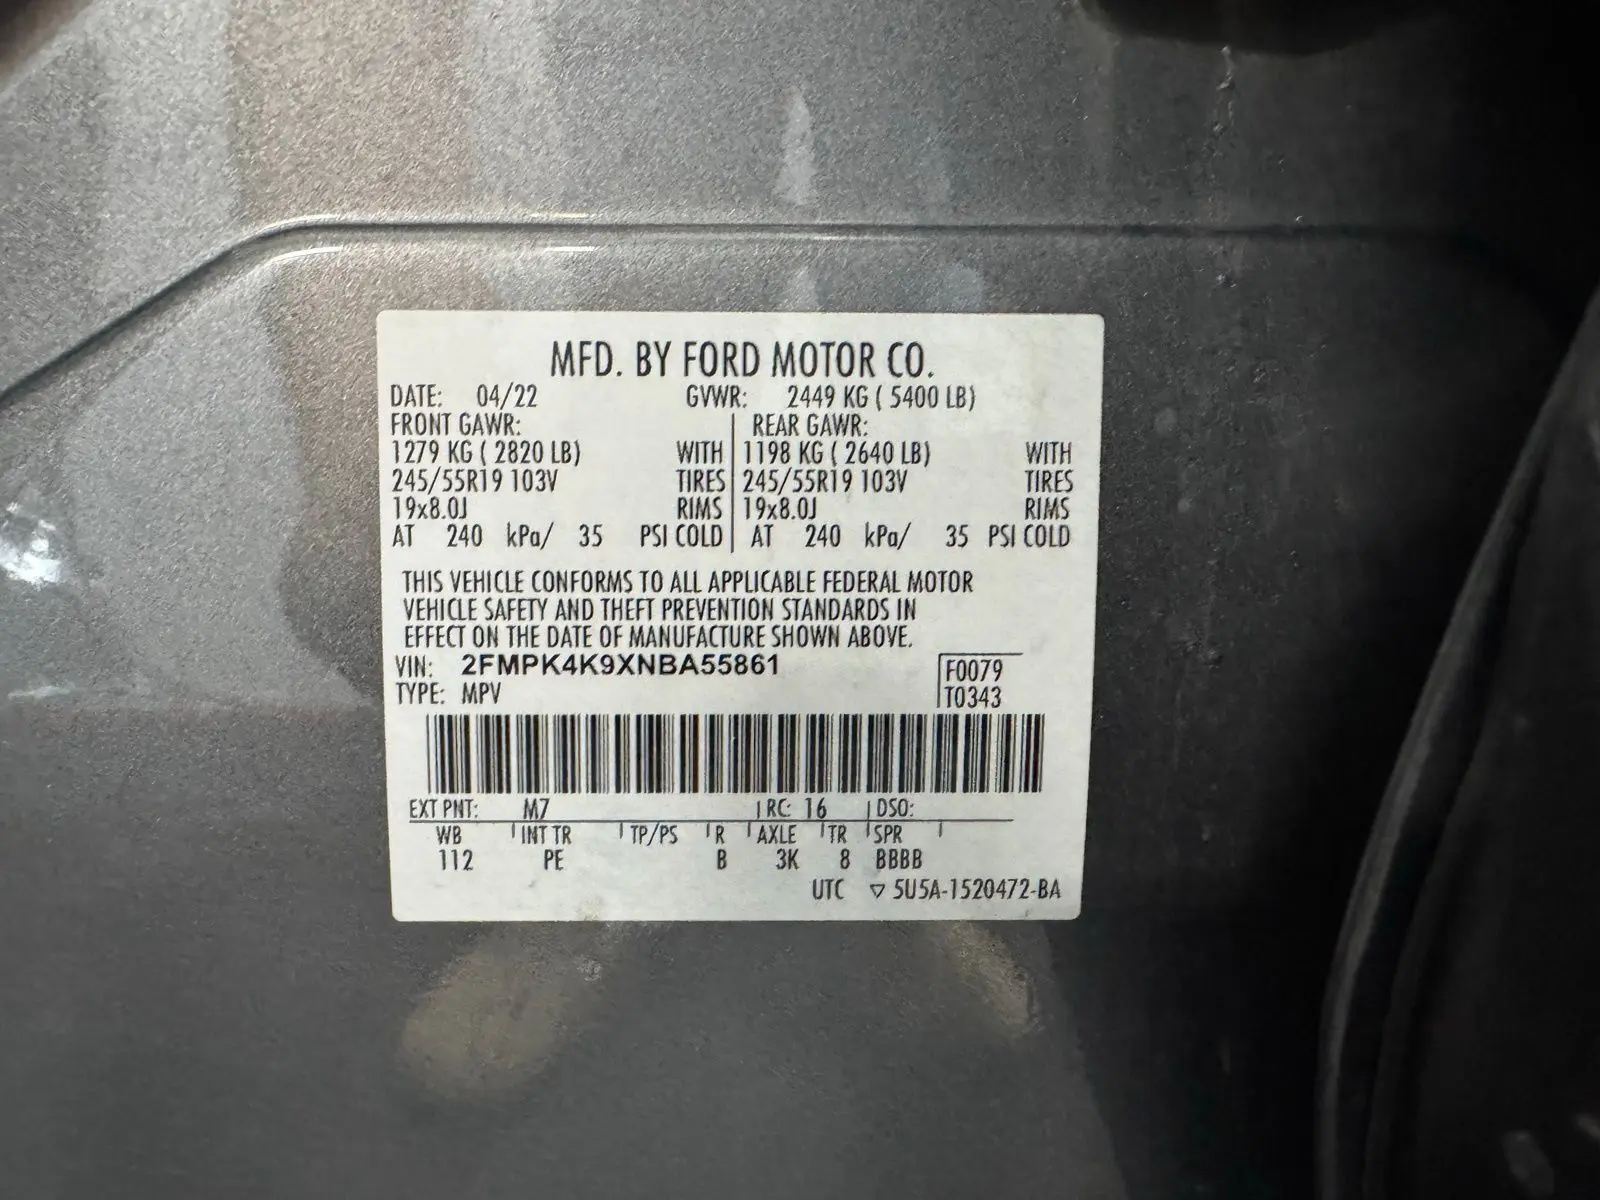 MFD. BY FORD MOTOR CO.
DATE: 04/22 GVWR: 2449 KG ( 5400 LB)
FRONT GAWR: REAR GAWR:
1279 KG ( 2820 LB) WITH 1198 KG ( 2640 LB) WITH
245/55R19 103V TIRES 245/55R19 103V TIRES
19x8.0J RIMS 19x8.0J RIMS
AT 240 kPa/ 35 PSI COLD AT 240 kPa/ 35 PSI COLD
THIS VEHICLE CONFORMS TO ALL APPLICABLE FEDERAL MOTOR
VEHICLE SAFETY AND THEFT PREVENTION STANDARDS IN
EFFECT ON THE DATE OF MANUFACTURE SHOWN ABOVE.
VIN: 2FMPK4K9XNBA55861 F0079
TYPE: MPV T0343
EXT PNT: M7 RC: 16 DSO:
WB INT TR TP/PS R AXLE TR SPR
112 PE B 3K 8 BBBB
UTC ▽ 5U5A-1520472-BA